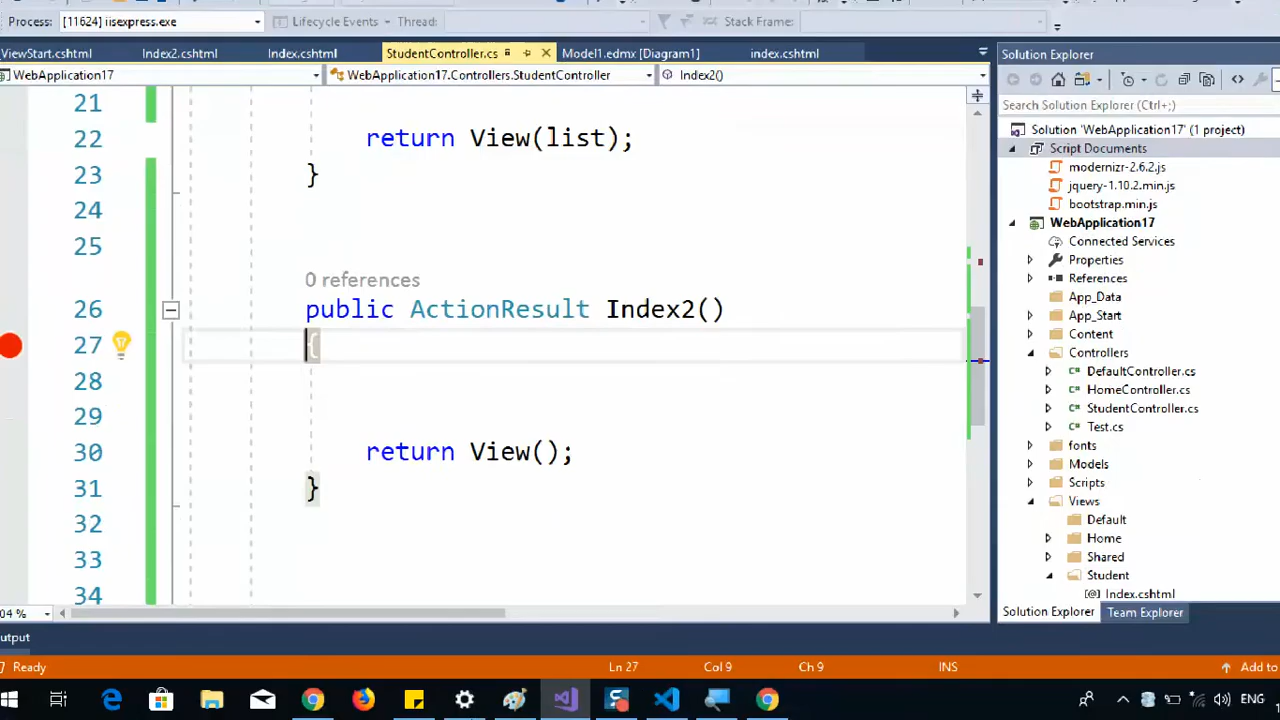 Process: [11624] iisexpress.exe Lifecycle Events Thread: Stack Frame:
ViewStart.cshtml Index2.cshtml Index.cshtml StudentController.cs Model1.edmx [Diagram1] index.cshtml
WebApplication17 WebApplication17.Controllers.StudentController Index2()
21
22 return View(list);
23 }
24
25
0 references
26 public ActionResult Index2()
27 {
28
29
30 return View();
31 }
32
33
34
04 %
Solution Explorer
Search Solution Explorer (Ctrl+;)
Solution 'WebApplication17' (1 project)
Script Documents
modernizr-2.6.2.js
jquery-1.10.2.min.js
bootstrap.min.js
WebApplication17
Connected Services
Properties
References
App_Data
App_Start
Content
Controllers
DefaultController.cs
HomeController.cs
StudentController.cs
Test.cs
fonts
Models
Scripts
Views
Default
Home
Shared
Student
Index.cshtml
Solution Explorer Team Explorer
utput
Ready Ln 27 Col 9 Ch 9 INS Add to
ENG